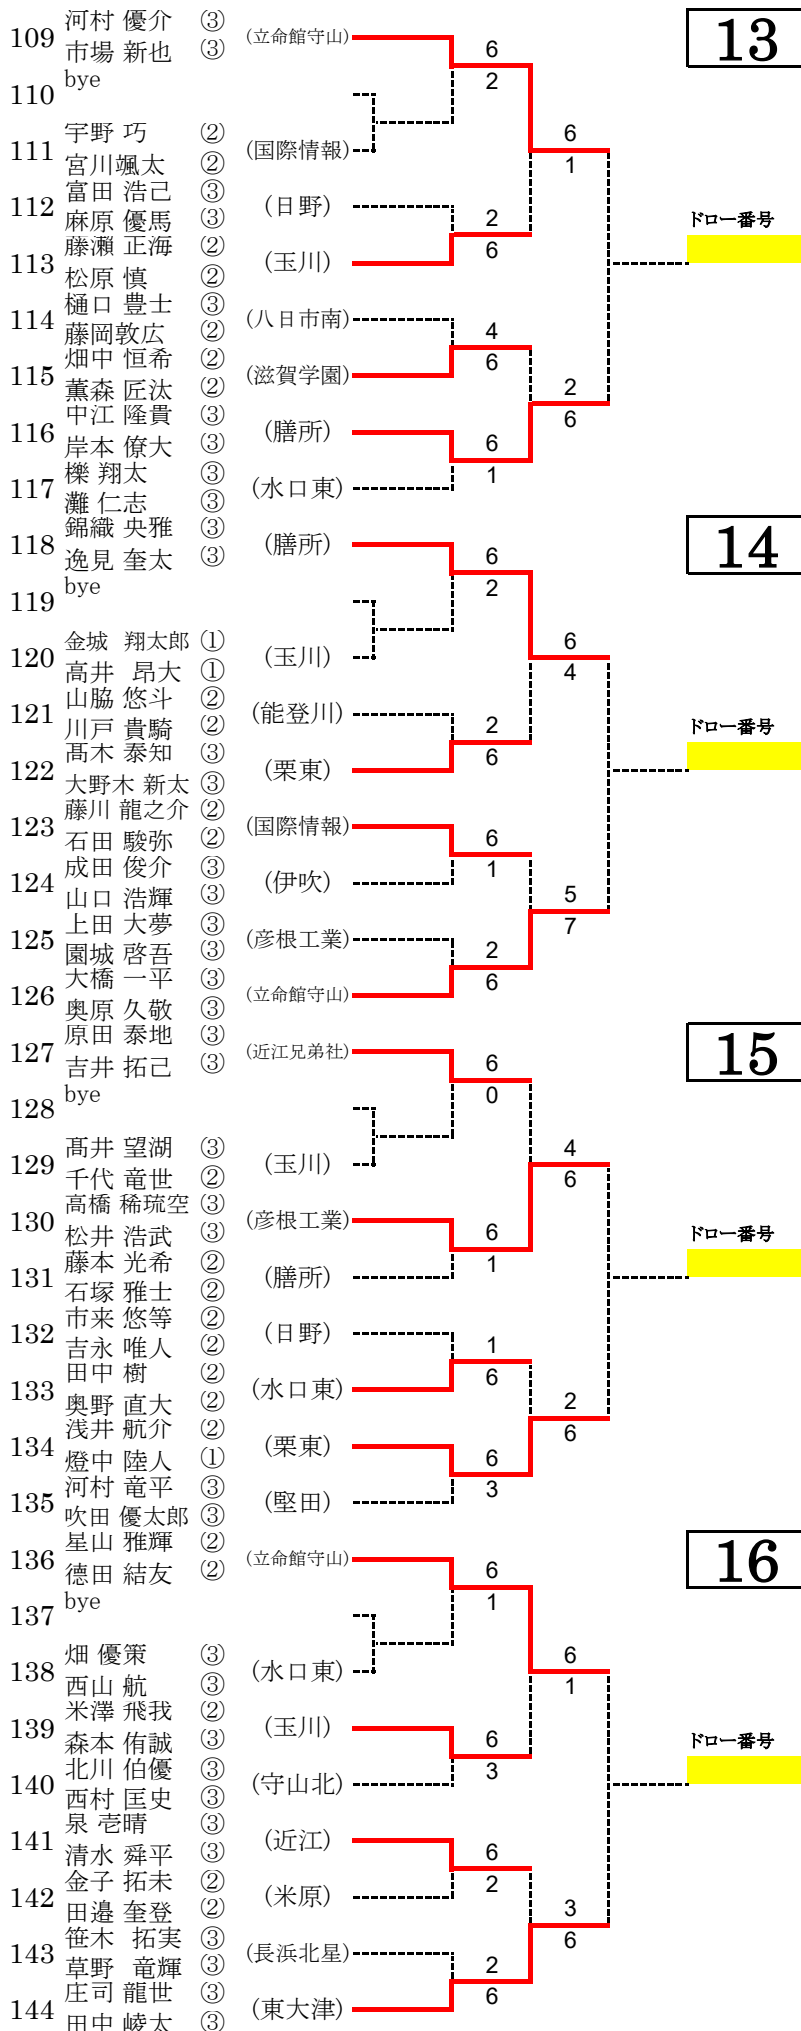 13
109 河村 優介 ③ (立命館守山)
市場 新也 ③
6
2
110 bye
6
1
111 宇野 巧 ② (国際情報)
宮川颯太 ②
112 富田 浩己 ③ (日野)
麻原 優馬 ③
2
6
ドロー番号
113 藤瀬 正海 ② (玉川)
松原 慎 ②
114 樋口 豊士 ③ (八日市南)
藤岡敦広 ②
4
6
115 畑中 恒希 ② (滋賀学園)
薫森 匠汰 ②
2
6
116 中江 隆貴 ③ (膳所)
岸本 僚大 ③
6
1
117 櫟 翔太 ③ (水口東)
灘 仁志 ③
14
118 錦織 央雅 ③ (膳所)
逸見 奎太 ③
6
2
119 bye
6
4
120 金城 翔太郎 ① (玉川)
高井 昂大 ①
121 山脇 悠斗 ② (能登川)
川戸 貴騎 ②
2
6
ドロー番号
122 髙木 泰知 ③ (栗東)
大野木 新太 ③
123 藤川 龍之介 ② (国際情報)
石田 駿弥 ②
6
1
124 成田 俊介 ③ (伊吹)
山口 浩輝 ③
5
7
125 上田 大夢 ③ (彦根工業)
園城 啓吾 ③
2
6
126 大橋 一平 ③ (立命館守山)
奥原 久敬 ③
15
127 原田 泰地 ③ (近江兄弟社)
吉井 拓己 ③
6
0
128 bye
4
6
129 髙井 望湖 ③ (玉川)
千代 竜世 ②
130 高橋 稀琉空 ③ (彦根工業)
松井 浩武 ③
6
1
ドロー番号
131 藤本 光希 ② (膳所)
石塚 雅士 ②
132 市来 悠等 ② (日野)
吉永 唯人 ②
1
6
133 田中 樹 ② (水口東)
奥野 直大 ②
2
6
134 浅井 航介 ② (栗東)
燈中 陸人 ①
6
3
135 河村 竜平 ③ (堅田)
吹田 優太郎 ③
16
136 星山 雅輝 ② (立命館守山)
德田 結友 ②
6
1
137 bye
6
1
138 畑 優策 ③ (水口東)
西山 航 ③
139 米澤 飛我 ② (玉川)
森本 侑誠 ③
6
3
ドロー番号
140 北川 伯優 ③ (守山北)
西村 匡史 ③
141 泉 壱晴 ③ (近江)
清水 舜平 ③
6
2
142 金子 拓未 ② (米原)
田邉 奎登 ②
3
6
143 笹木 拓実 ③ (長浜北星)
草野 竜輝 ③
2
6
144 庄司 龍世 ③ (東大津)
田中 崚太 ③